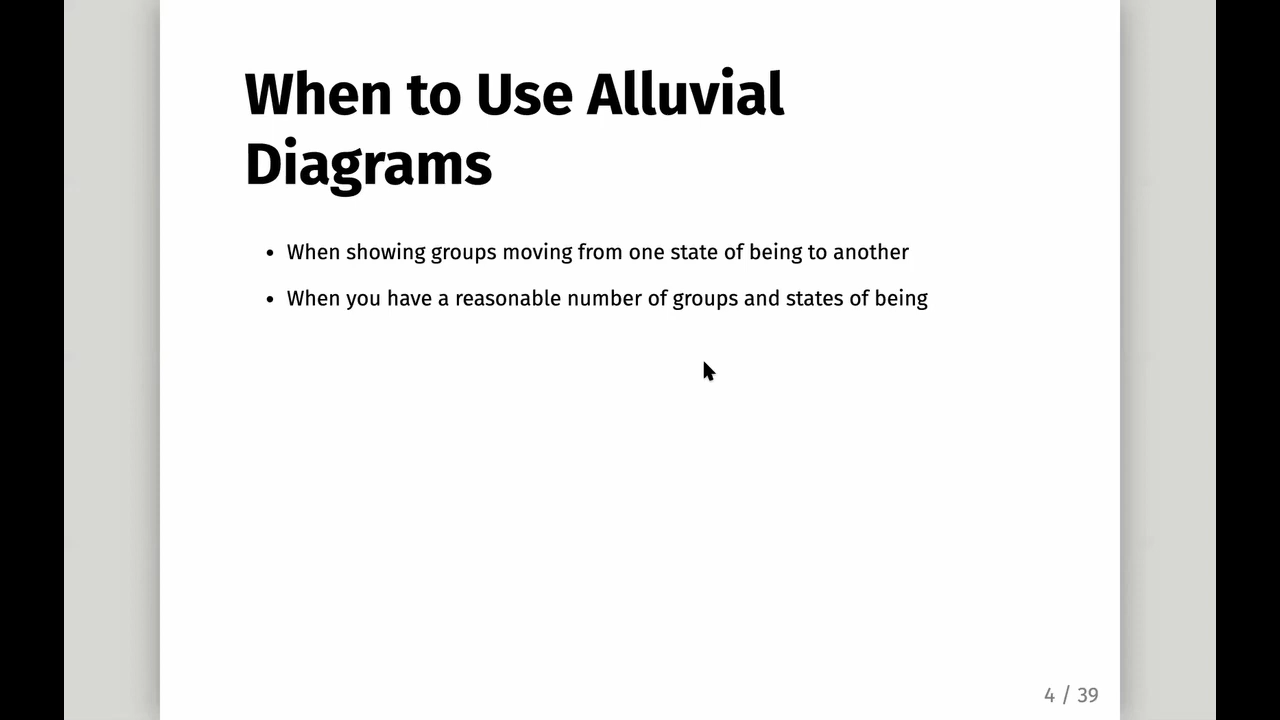 When to Use Alluvial
Diagrams
• When showing groups moving from one state of being to another
• When you have a reasonable number of groups and states of being
4 / 39